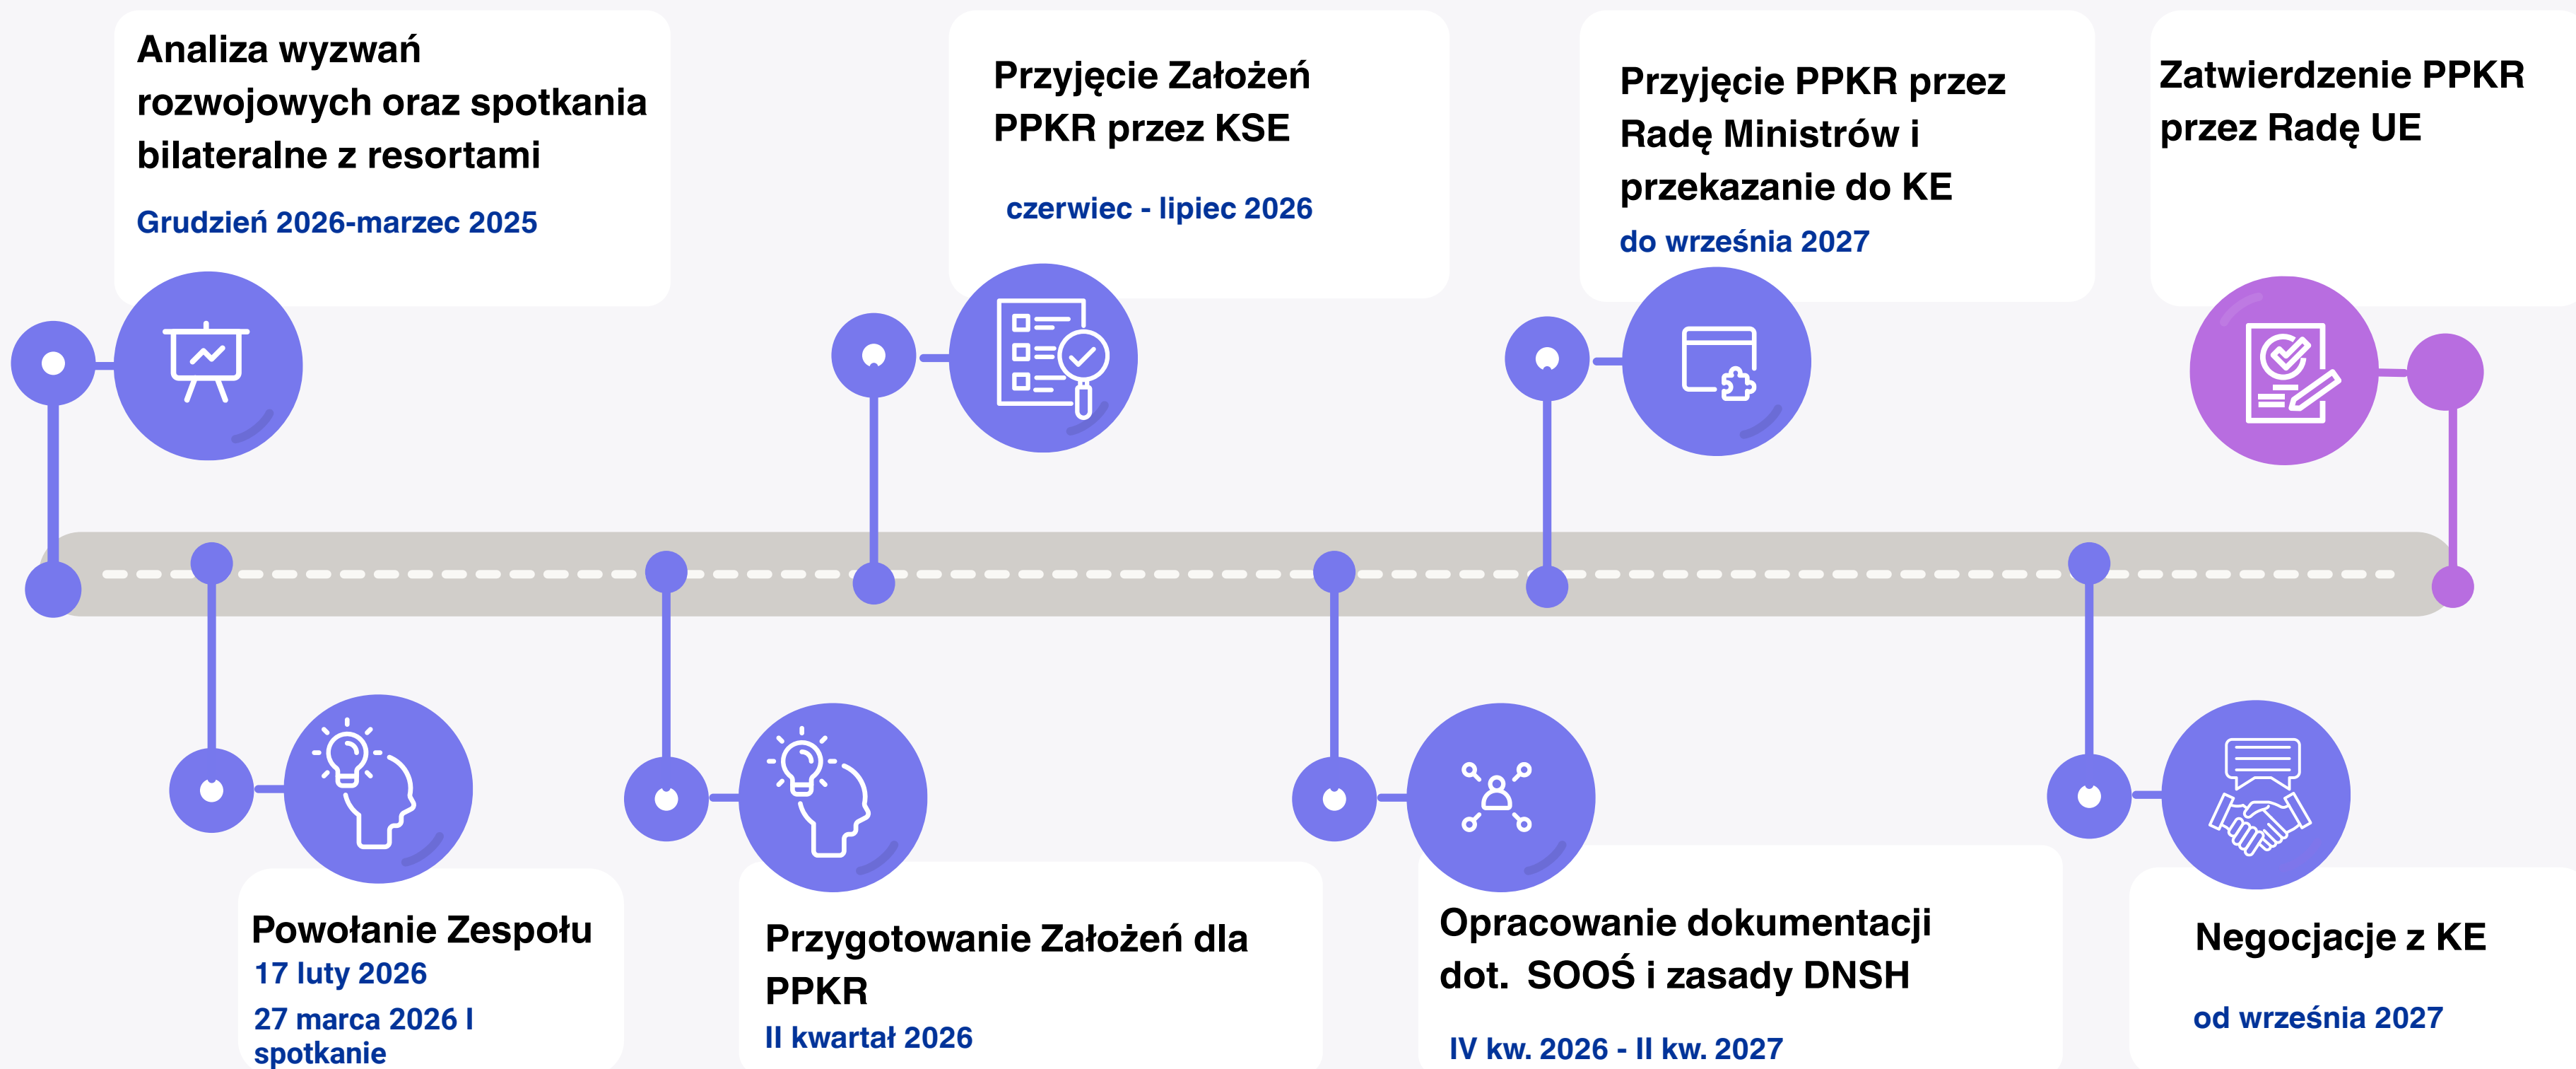 Analiza wyzwań
rozwojowych oraz spotkania
bilateralne z resortami
Grudzień 2026-marzec 2025
Przyjęcie Założeń
PPKR przez KSE
czerwiec - lipiec 2026
Przyjęcie PPKR przez
Radę Ministrów i
przekazanie do KE
do września 2027
Zatwierdzenie PPKR
przez Radę UE
Powołanie Zespołu
17 luty 2026
27 marca 2026 I
spotkanie
Przygotowanie Założeń dla
PPKR
II kwartał 2026
Opracowanie dokumentacji
dot. SOOŚ i zasady DNSH
IV kw. 2026 - II kw. 2027
Negocjacje z KE
od września 2027